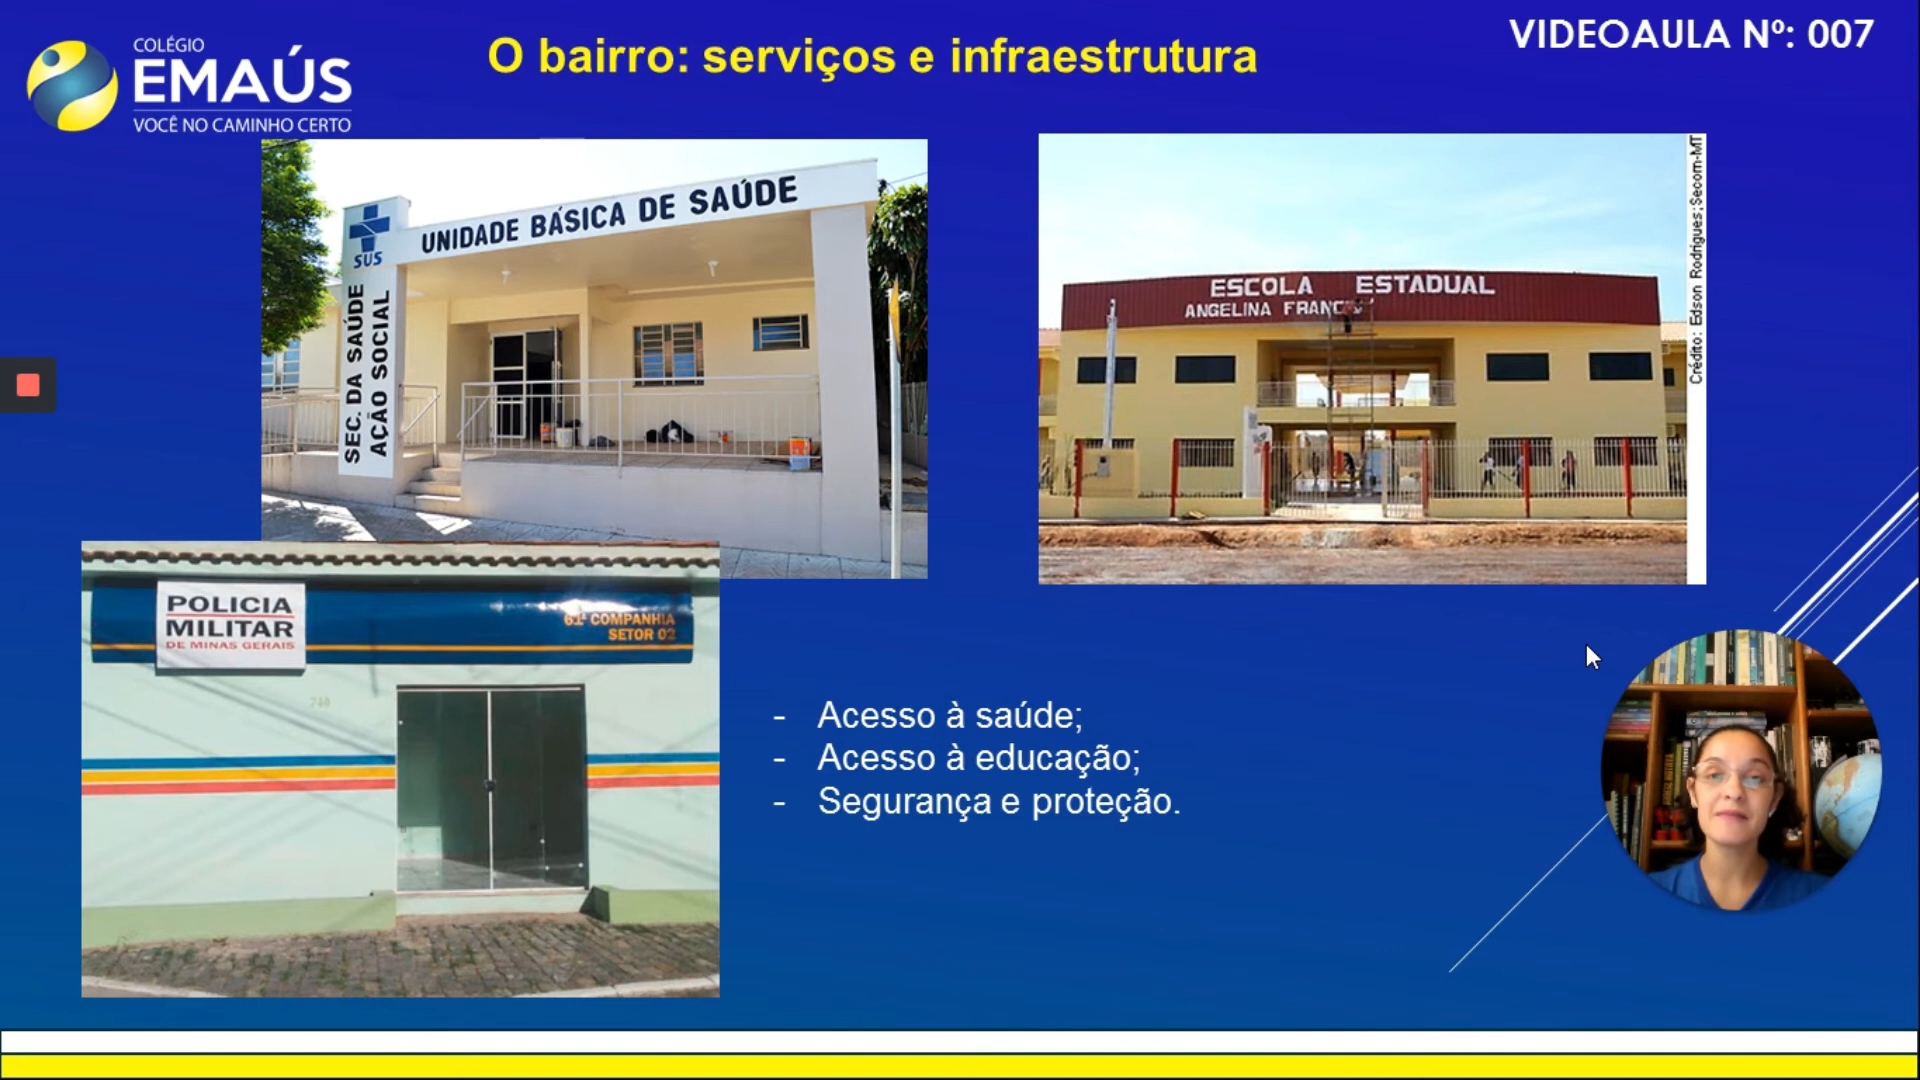 COLÉGIO
EMAÚS
VOCÊ NO CAMINHO CERTO
O bairro: serviços e infraestrutura
VIDEOAULA Nº: 007
SUS
UNIDADE BÁSICA DE SAÚDE
SEC. DA SAÚDE
AÇÃO SOCIAL
ESCOLA ESTADUAL
ANGELINA
Crédito: Edson Rodrigues;Secom-MT
POLICIA
MILITAR
DE MINAS GERAIS
61ª COMPANHIA
SETOR 02
740
- Acesso à saúde;
- Acesso à educação;
- Segurança e proteção.